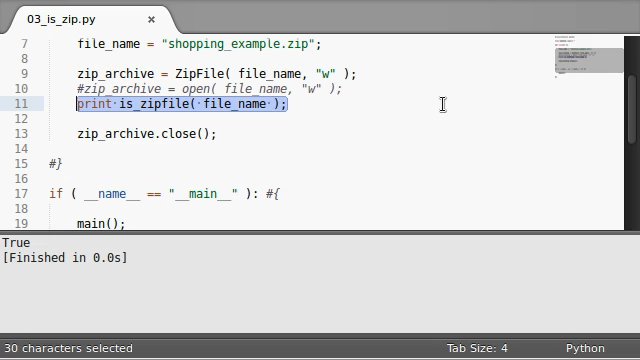 03_is_zip.py ×
7 file_name = "shopping_example.zip";
8
9 zip_archive = ZipFile( file_name, "w" );
10 #zip_archive = open( file_name, "w" );
11 print is_zipfile( file_name );
12
13 zip_archive.close();
14
15 #}
16
17 if ( __name__ == "__main__" ): #{
18
19 main();
True
[Finished in 0.0s]
30 characters selected Tab Size: 4 Python